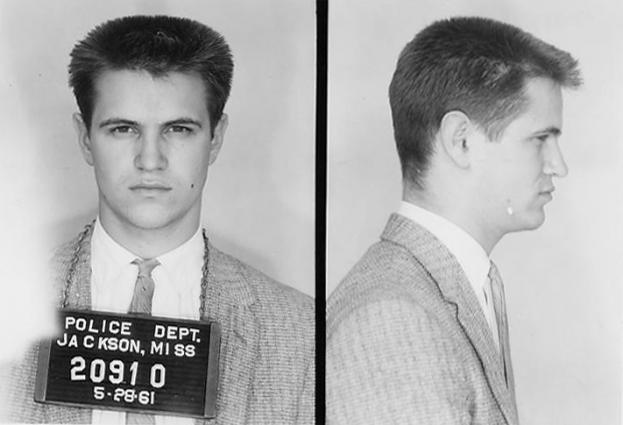 POLICE DEPT.
JACKSON, MISS
20910
5-28-61